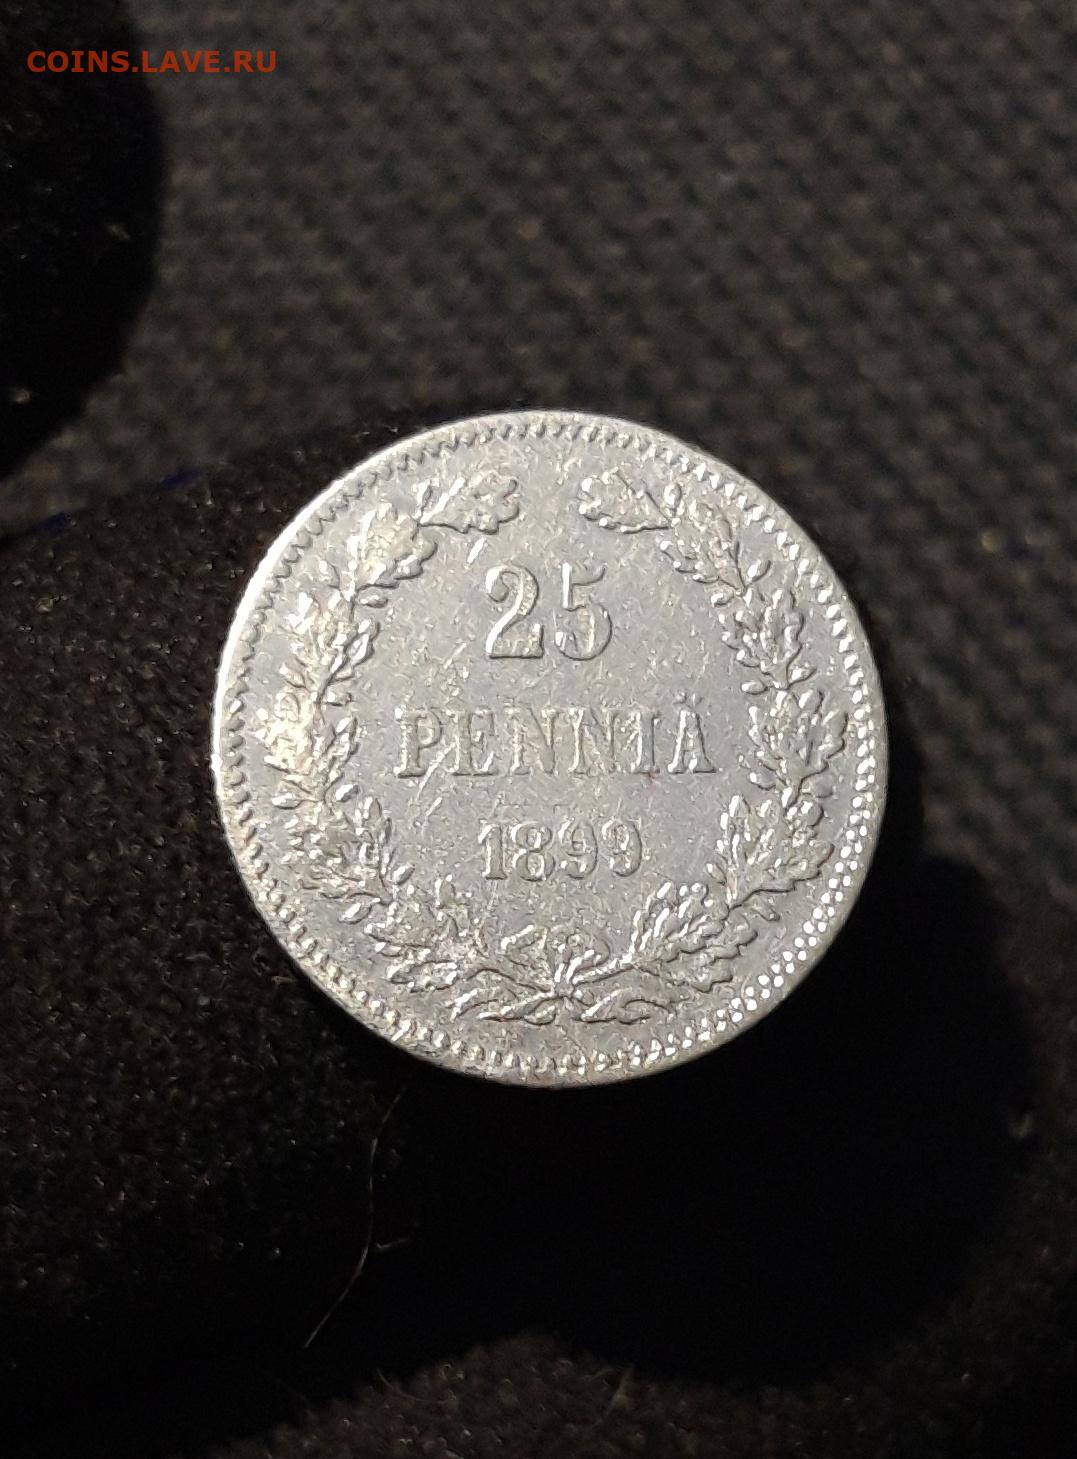 COINS.LAVE.RU
25
PENNIÄ
1899